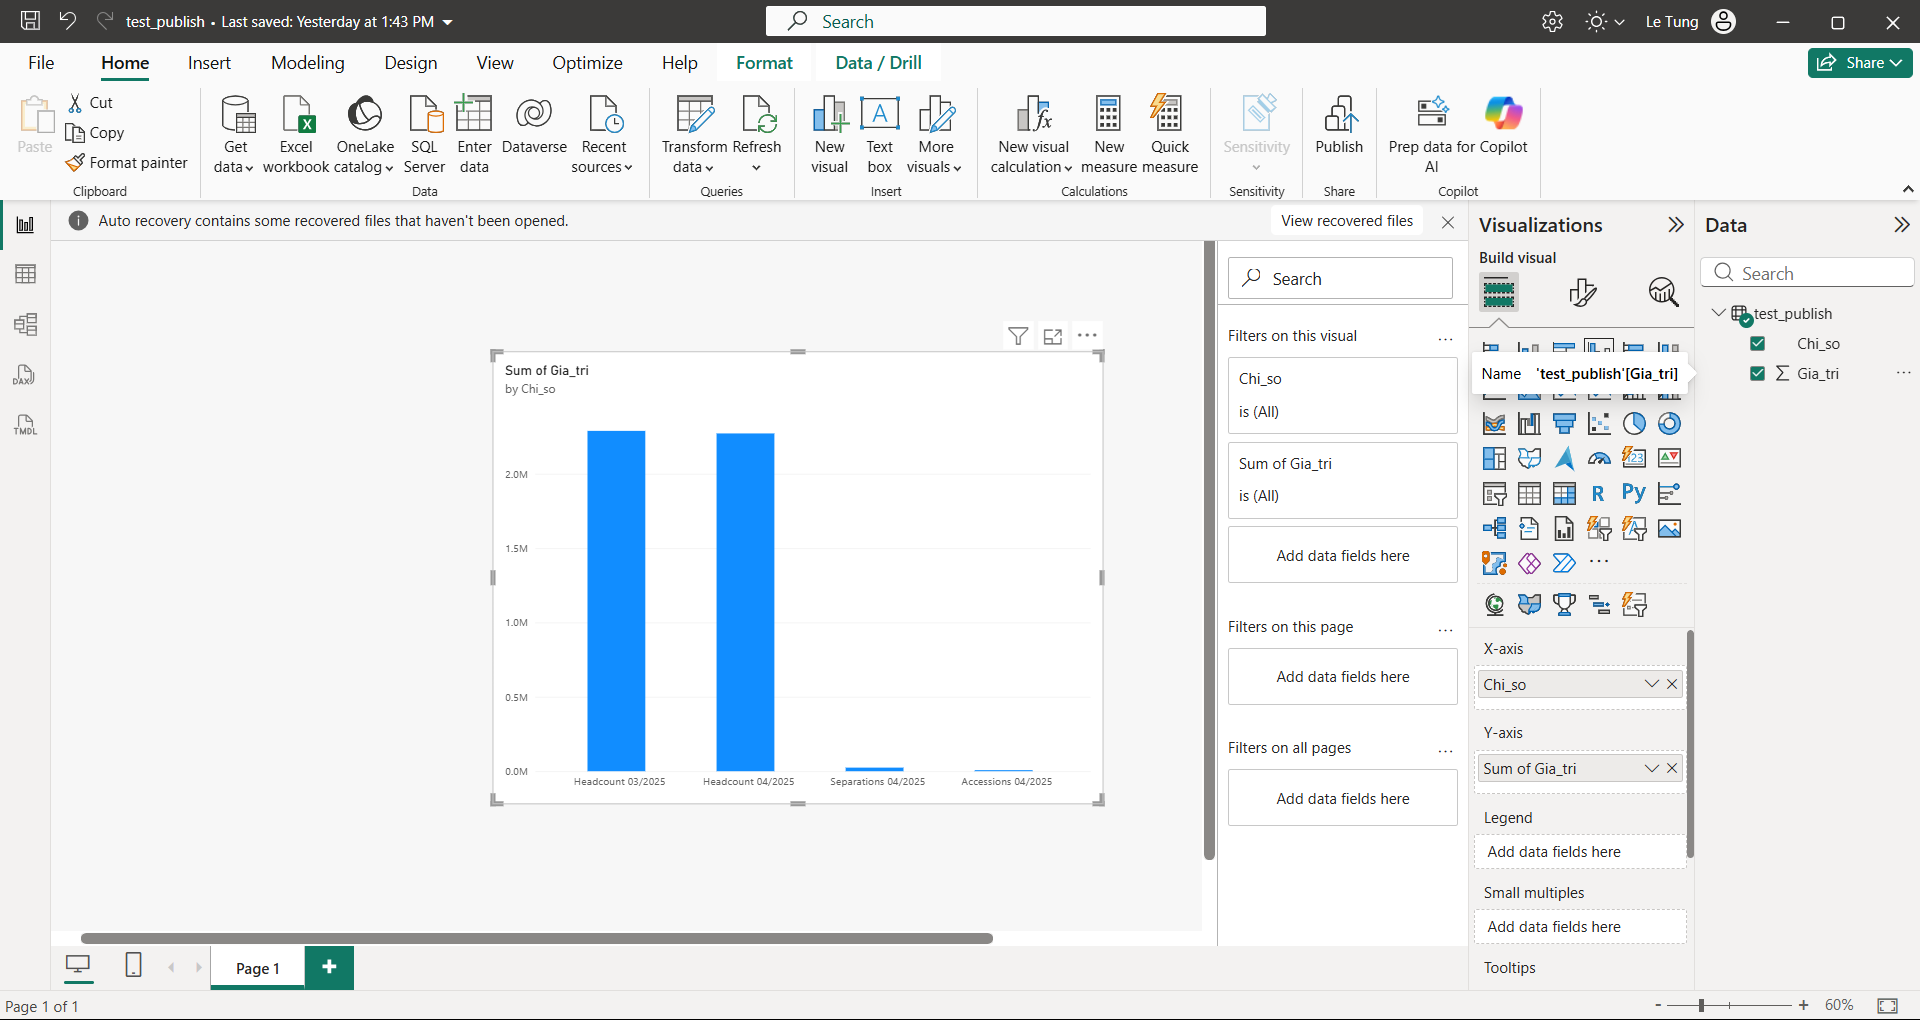 test_publish • Last saved: Yesterday at 1:43 PM
Search
Le Tung
File Home Insert Modeling Design View Optimize Help Format Data / Drill
Share
Paste
Cut
Copy
Format painter
Clipboard
Get data
Excel workbook
OneLake catalog
SQL Server
Enter data
Dataverse
Recent sources
Data
Transform data
Refresh
Queries
New visual
Text box
More visuals
Insert
New visual calculation
New measure
Quick measure
Calculations
Sensitivity
Sensitivity
Publish
Share
Prep data for AI
Copilot
Copilot
Auto recovery contains some recovered files that haven't been opened.
View recovered files
DAX
TMDL
Sum of Gia_tri
by Chi_so
2.0M
1.5M
1.0M
0.5M
0.0M
Headcount 03/2025
Headcount 04/2025
Separations 04/2025
Accessions 04/2025
Search
Filters on this visual
Chi_so
is (All)
Sum of Gia_tri
is (All)
Add data fields here
Filters on this page
Add data fields here
Filters on all pages
Add data fields here
Visualizations
Build visual
Name 'test_publish'[Gia_tri]
123
R
Py
X-axis
Chi_so
Y-axis
Sum of Gia_tri
Legend
Add data fields here
Small multiples
Add data fields here
Tooltips
Data
Search
test_publish
Chi_so
Gia_tri
Page 1
Page 1 of 1
60%